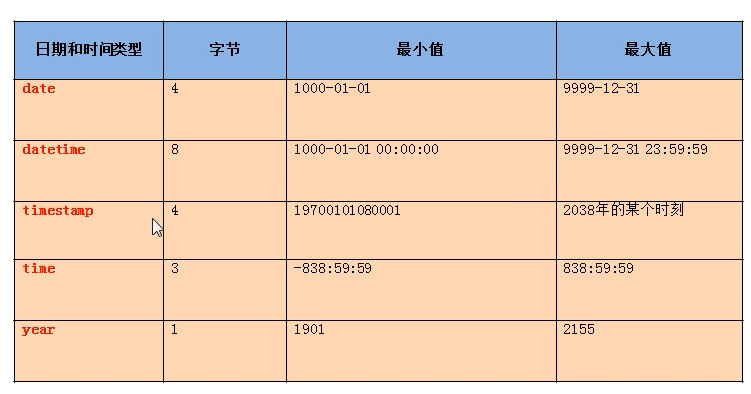 日期和时间类型 字节 最小值 最大值
date 4 1000-01-01 9999-12-31
datetime 8 1000-01-01 00:00:00 9999-12-31 23:59:59
timestamp 4 19700101080001 2038年的某个时刻
time 3 -838:59:59 838:59:59
year 1 1901 2155